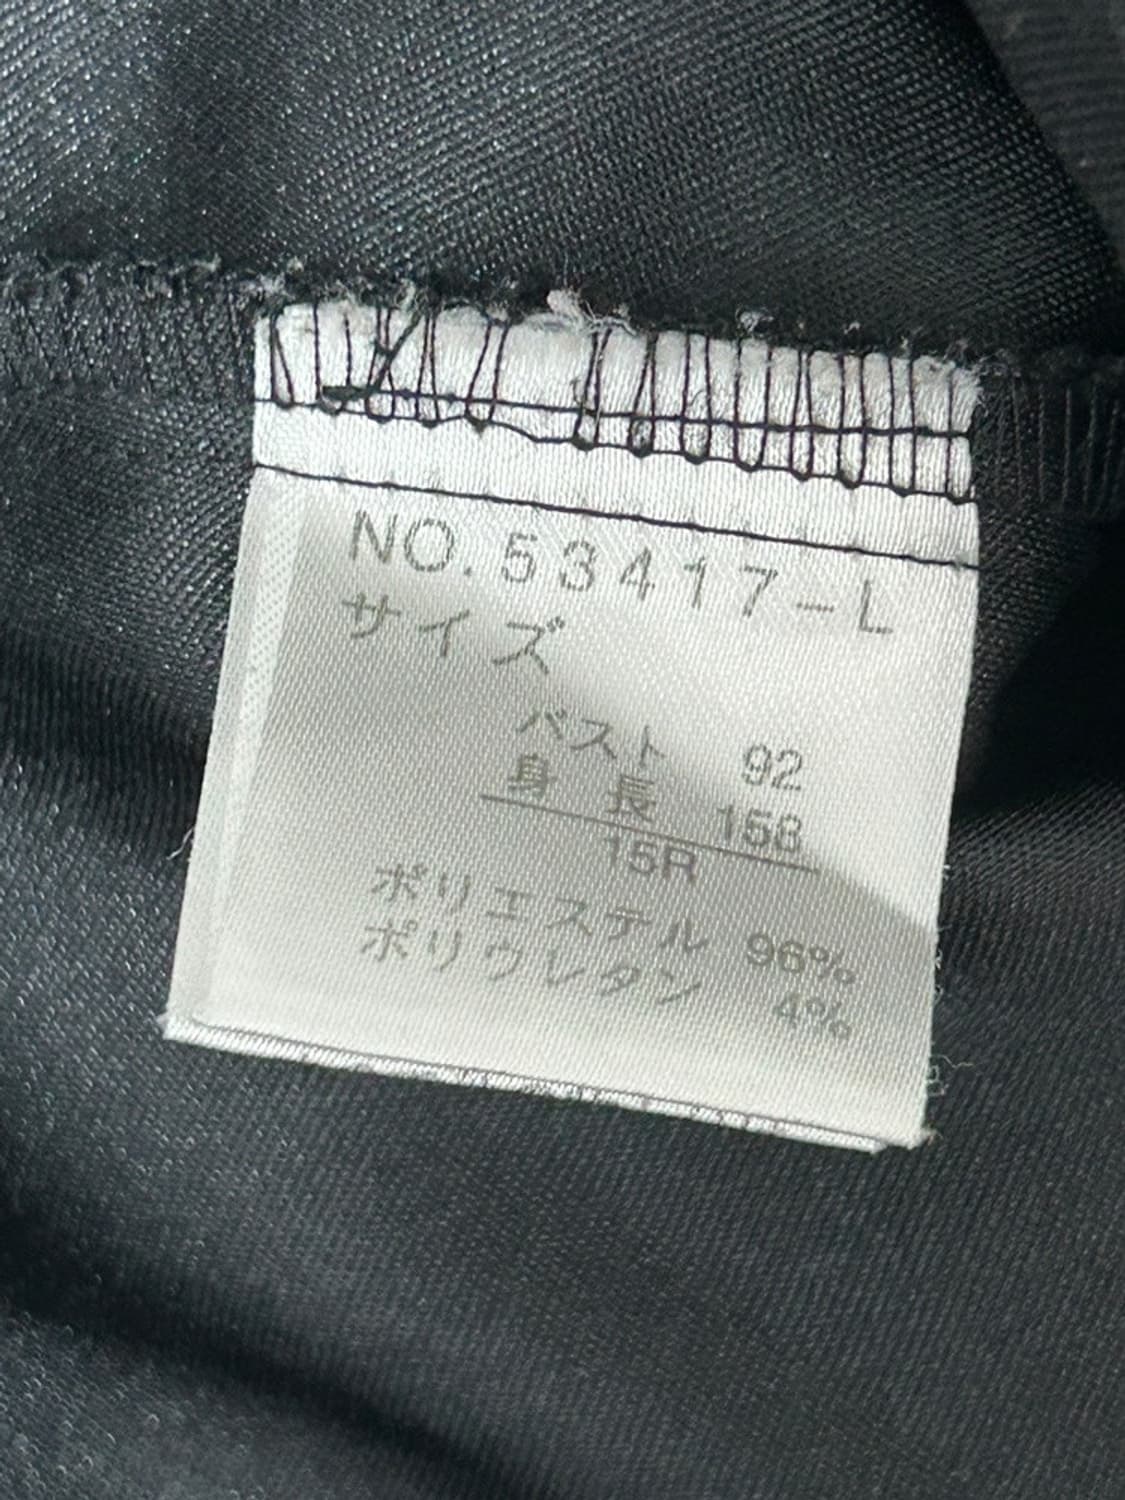 NO. 53417-L
サイズ
バスト 92
身長 158
15R
ポリエステル 96%
ポリウレタン 4%